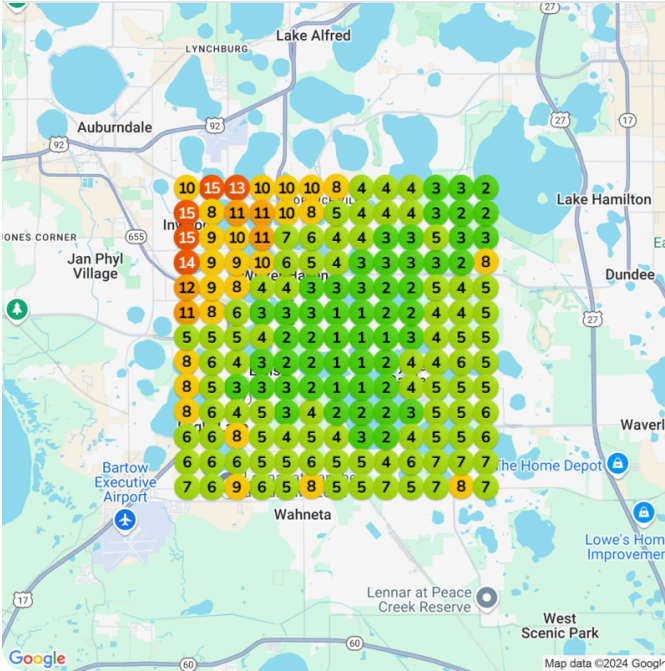 27
Lake Alfred
LYNCHBURG
92
Auburndale
92
27
17
10 15 13 10 10 10 8 4 4 4 3 3 2
Lake Hamilton
15 8 11 11 10 8 5 4 4 4 3 2 2
JONES CORNER
655
15 9 10 11 7 6 4 4 3 3 5 3 3
Jan Phyl
Village
14 9 9 10 6 5 4 3 3 3 3 2 8
Dundee
12 9 8 4 4 3 3 3 2 2 5 4 5
11 8 6 3 3 3 1 1 2 2 4 4 5
27
5 5 5 4 2 2 1 1 1 3 4 5 5
8 6 4 3 2 2 1 1 2 4 4 6 5
8 5 3 3 3 2 1 1 2 4 5 5 5
8 6 4 5 3 4 2 2 2 3 5 5 6
Waverl
6 6 8 5 4 5 4 3 2 4 5 5 6
6 6 6 5 5 6 5 5 4 6 7 7 7
The Home Depot
Bartow
Executive
Airport
7 6 9 6 5 8 5 5 7 5 7 8 7
Wahneta
Lowe's Hom
Improvemen
17
Lennar at Peace
Creek Reserve
West
Scenic Park
60
60
Google
Map data ©2024 Goog